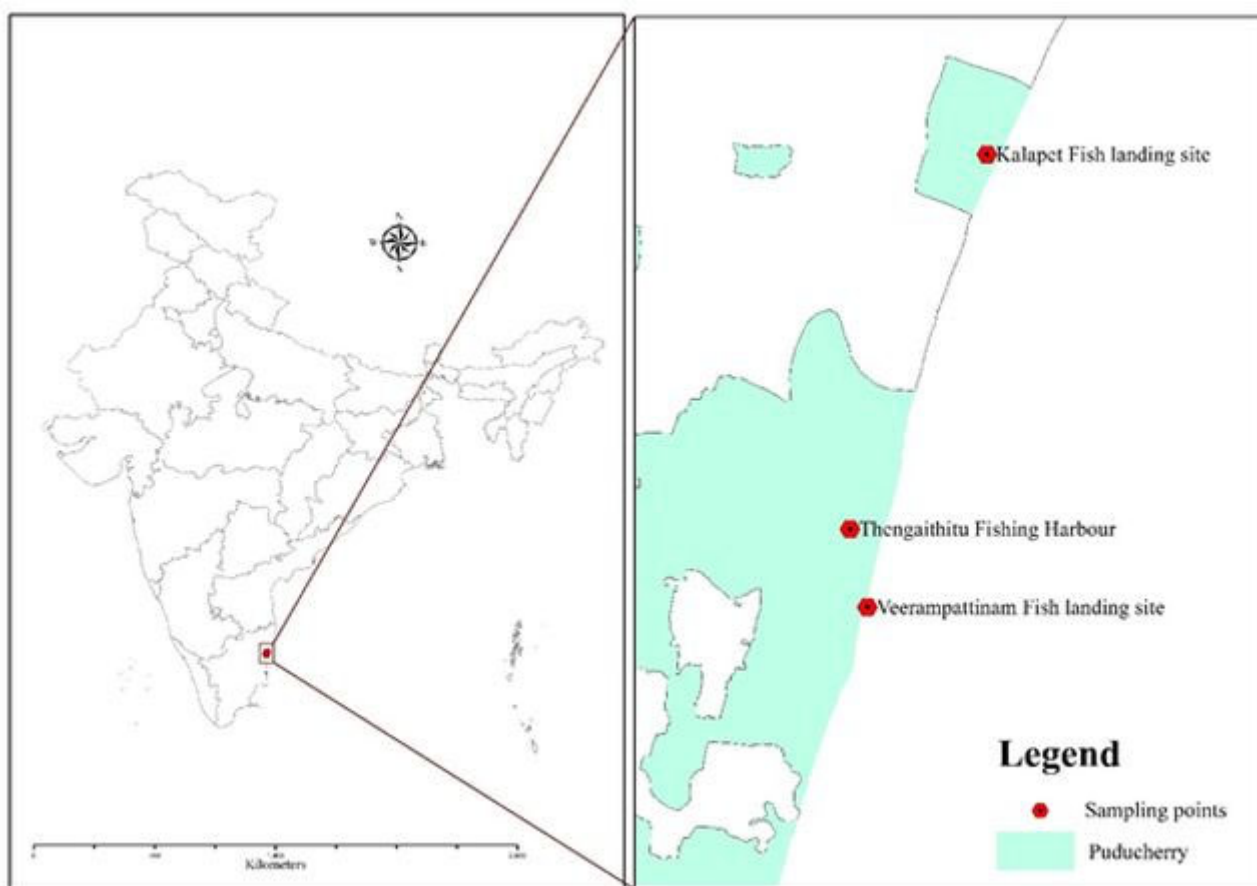 Kalapet Fish landing site
Thengaithitu Fishing Harbour
Veerampattinam Fish landing site
Legend
Sampling points
Puducherry
Kilometers